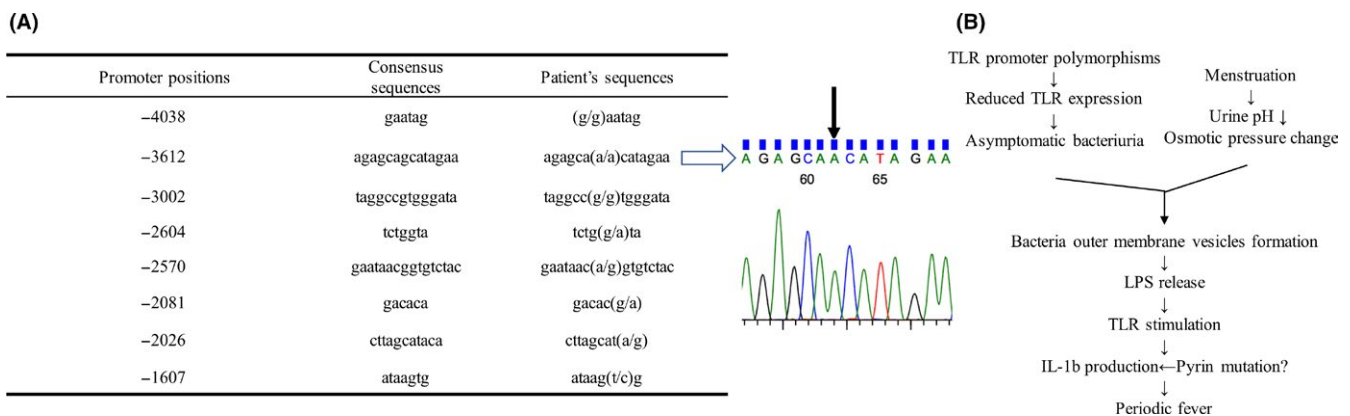 (A)
Promoter positions Consensus sequences Patient's sequences
−4038 gaatag (g/g)aatag
−3612 agagcagcatagaa agagca(a/a)catagaa
−3002 taggccgtgggata taggcc(g/g)tgggata
−2604 tctggta tctg(g/a)ta
−2570 gaataacggtgtctac gaataac(a/g)gtgtctac
−2081 gacaca gacac(g/a)
−2026 cttagcataca cttagcat(a/g)
−1607 ataagtg ataag(t/c)g
A G A G C A A C A T A G A A
60 65
(B)
TLR promoter polymorphisms
↓
Reduced TLR expression
↓
Asymptomatic bacteriuria
Menstruation
↓
Urine pH ↓
Osmotic pressure change
Bacteria outer membrane vesicles formation
↓
LPS release
↓
TLR stimulation
↓
IL-1b production←Pyrin mutation?
↓
Periodic fever